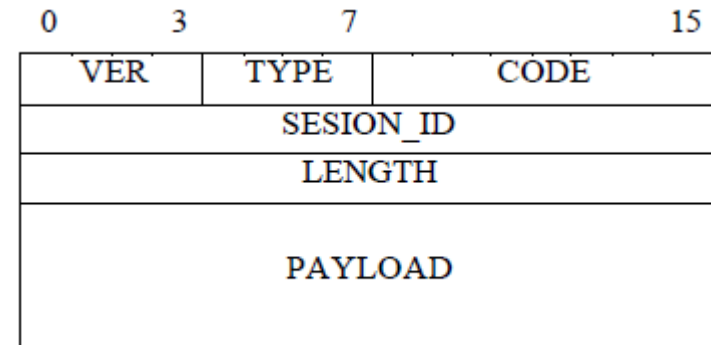 0 3 7 15
VER TYPE CODE
SESION_ID
LENGTH
PAYLOAD